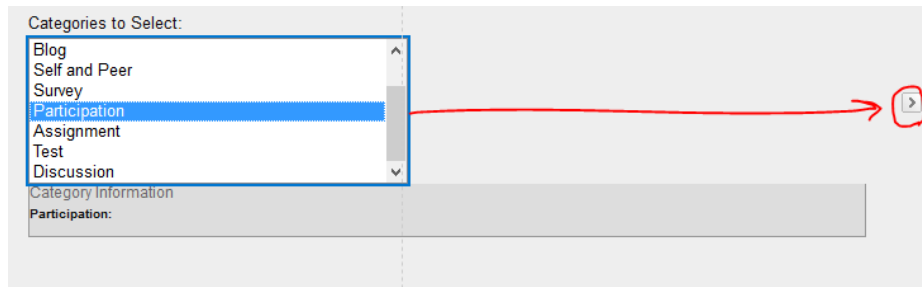 Categories to Select:
Blog
Self and Peer
Survey
Participation
Assignment
Test
Discussion
Category Information
Participation: